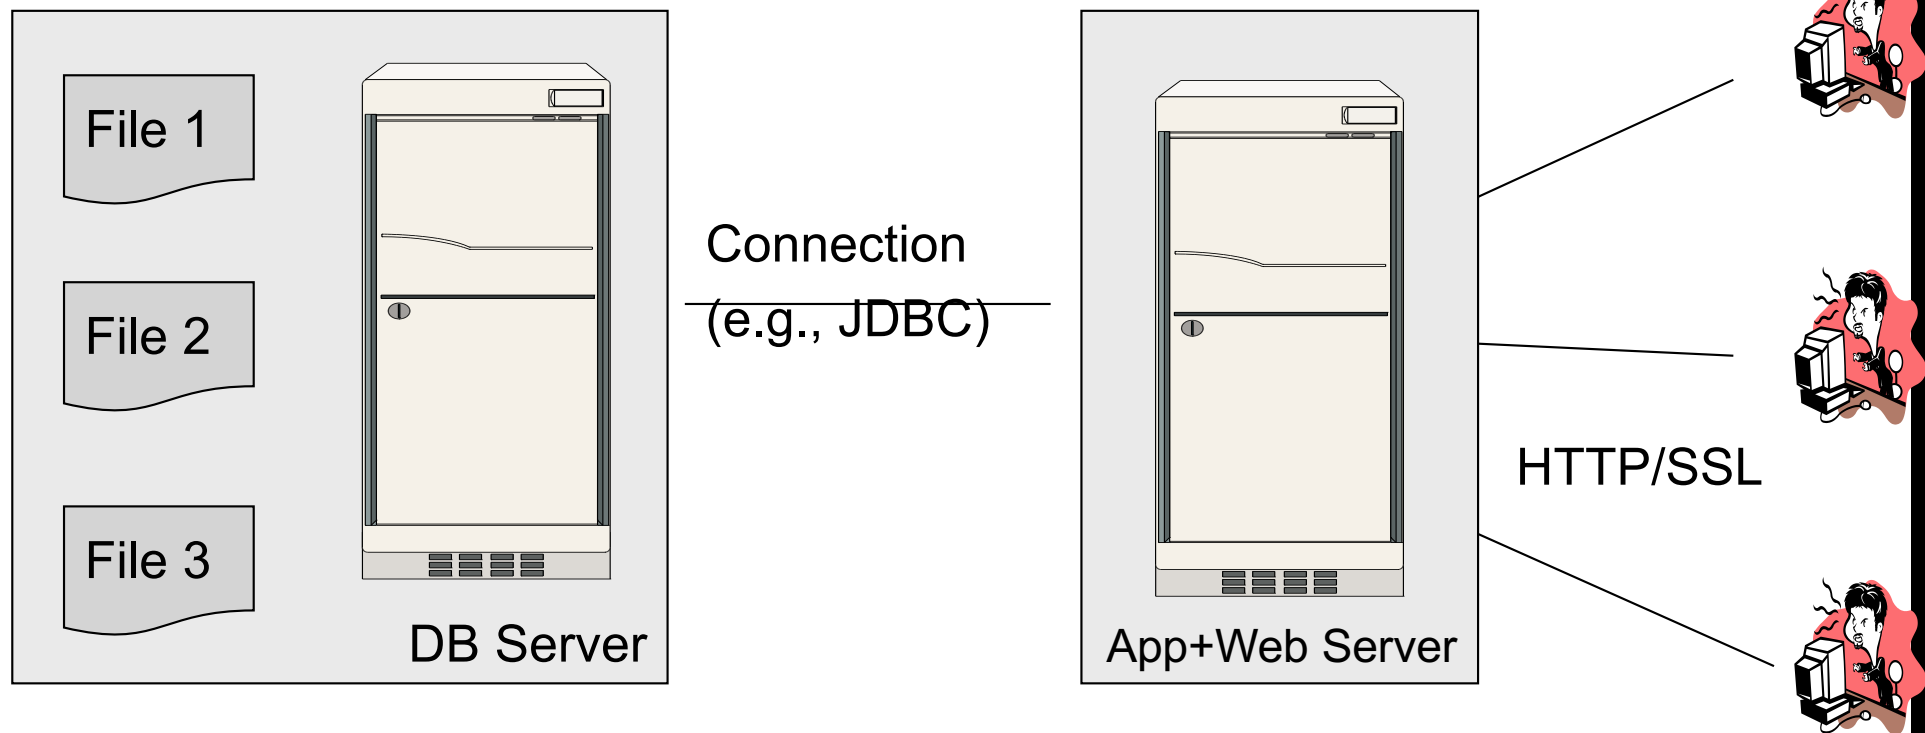 File 1
File 2
File 3
DB Server
Connection
(e.g., JDBC)
App+Web Server
HTTP/SSL